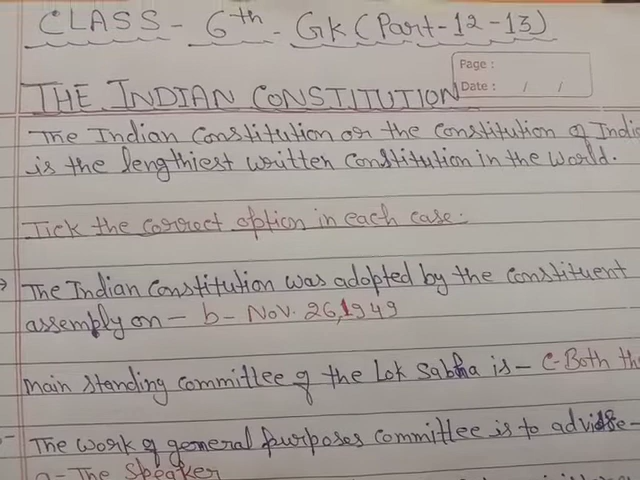 CLASS - 6th - GK (Part-12-13)
Page :
Date : / /
THE INDIAN CONSTITUTION
The Indian Constitution or the constitution of India
is the lengthiest written constitution in the world.
Tick the correct option in each case.
The Indian Constitution was adopted by the constituent
assembly on - b- Nov. 26,1949
main standing committee of the Lok Sabha is - C-Both the
The work of general purposes committee is to advise -
a- The Speaker